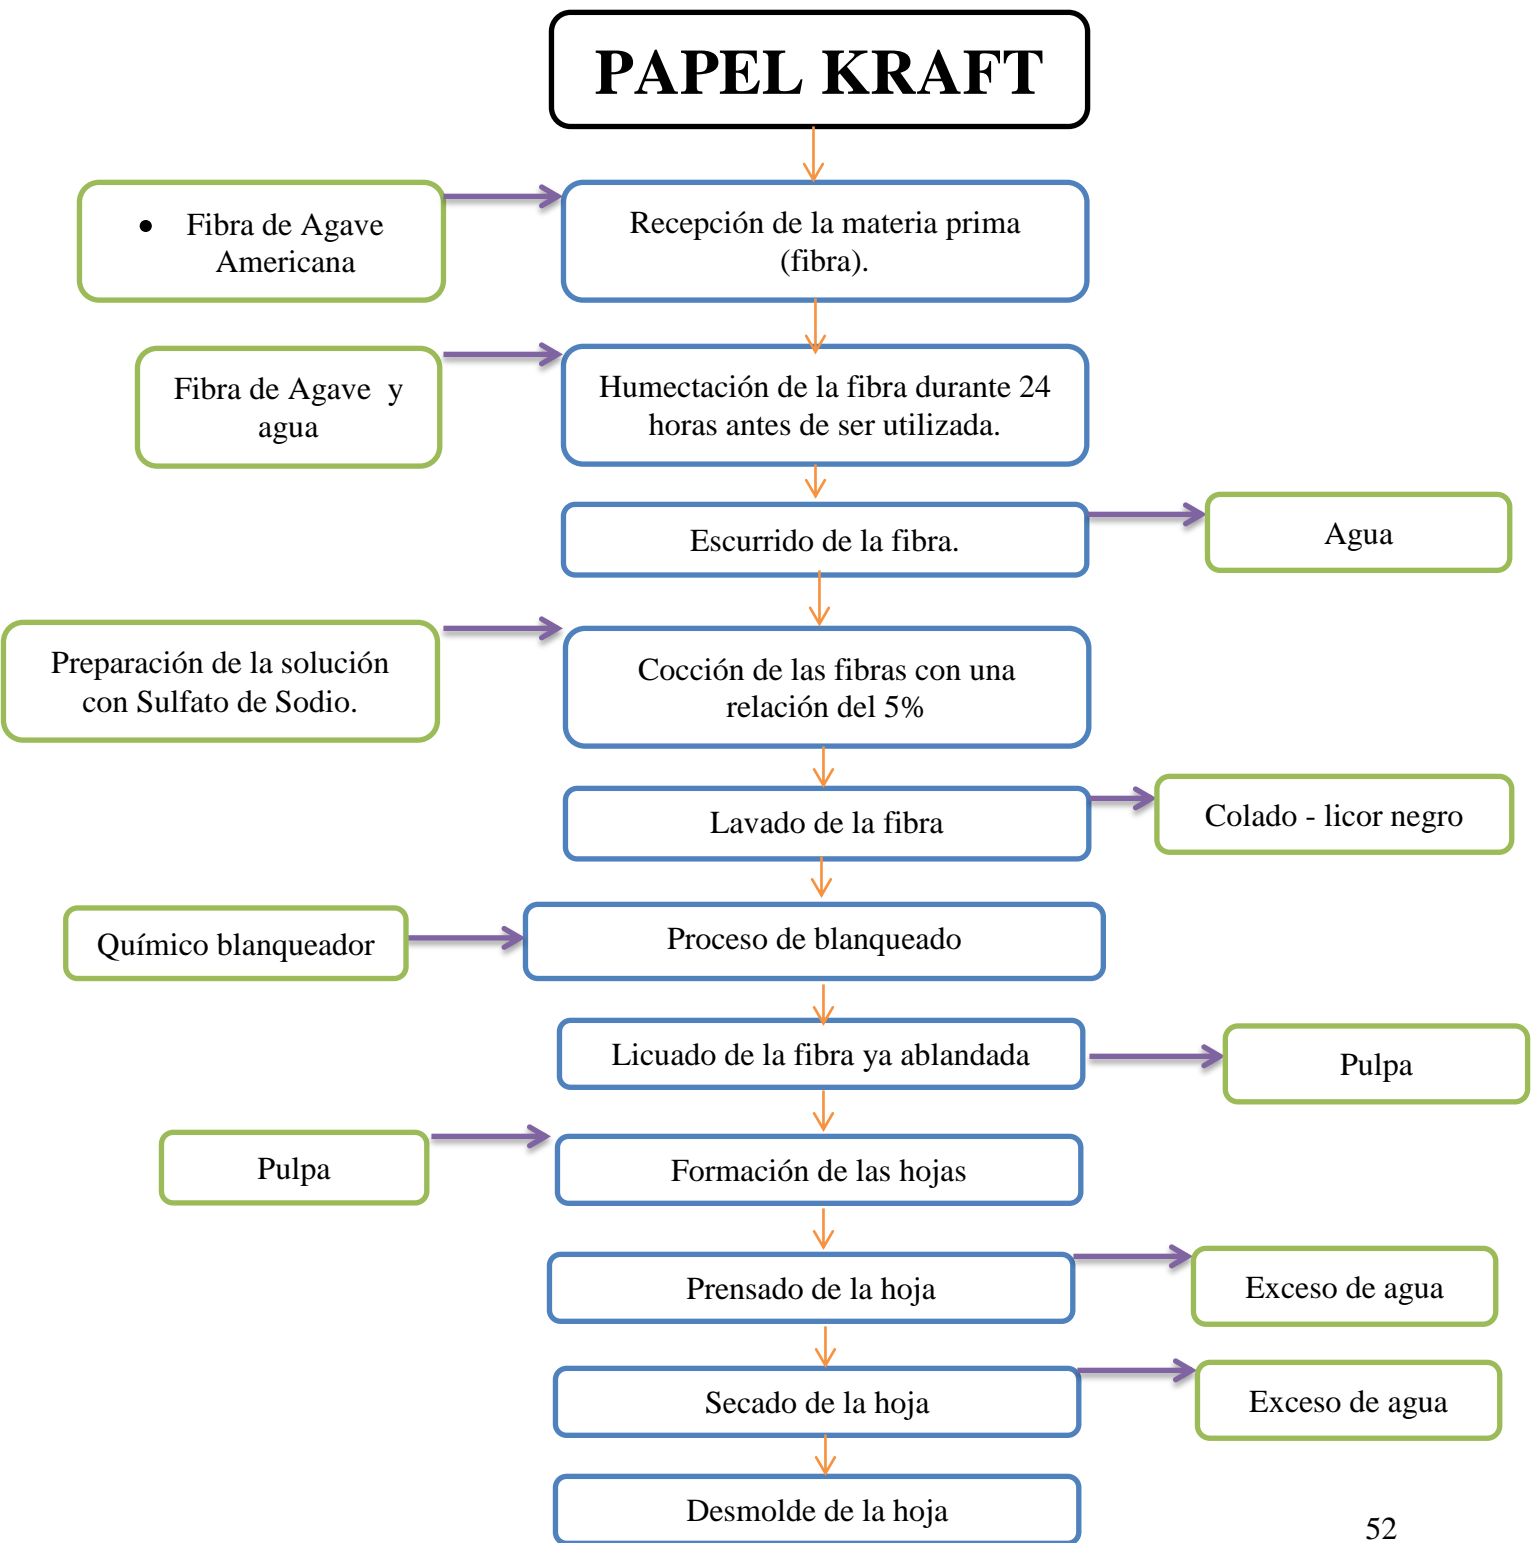 PAPEL KRAFT
• Fibra de Agave
Americana
Recepción de la materia prima
(fibra).
Fibra de Agave y
agua
Humectación de la fibra durante 24
horas antes de ser utilizada.
Escurrido de la fibra.
Agua
Preparación de la solución
con Sulfato de Sodio.
Cocción de las fibras con una
relación del 5%
Lavado de la fibra
Colado - licor negro
Químico blanqueador
Proceso de blanqueado
Licuado de la fibra ya ablandada
Pulpa
Pulpa
Formación de las hojas
Prensado de la hoja
Exceso de agua
Secado de la hoja
Exceso de agua
Desmolde de la hoja
52